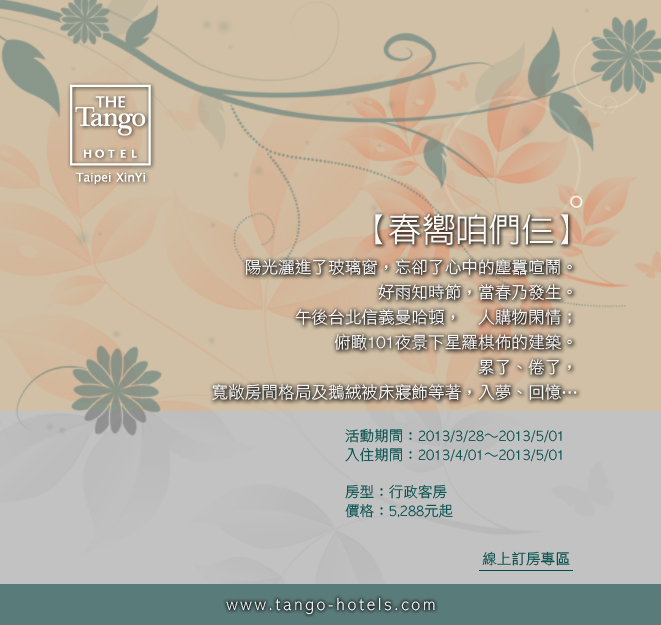 THE
Tango
HOTEL
Taipei XinYi
【春嚮咱們仨】
陽光灑進了玻璃窗，忘卻了心中的塵囂喧鬧。
好雨知時節，當春乃發生。
午後台北信義曼哈頓，　人購物閑情；
俯瞰101夜景下星羅棋佈的建築。
累了、倦了，
寬敞房間格局及鵝絨被床寢飾等著，入夢、回憶…
活動期間：2013/3/28～2013/5/01
入住期間：2013/4/01～2013/5/01
房型：行政客房
價格：5,288元起
線上訂房專區
www.tango-hotels.com